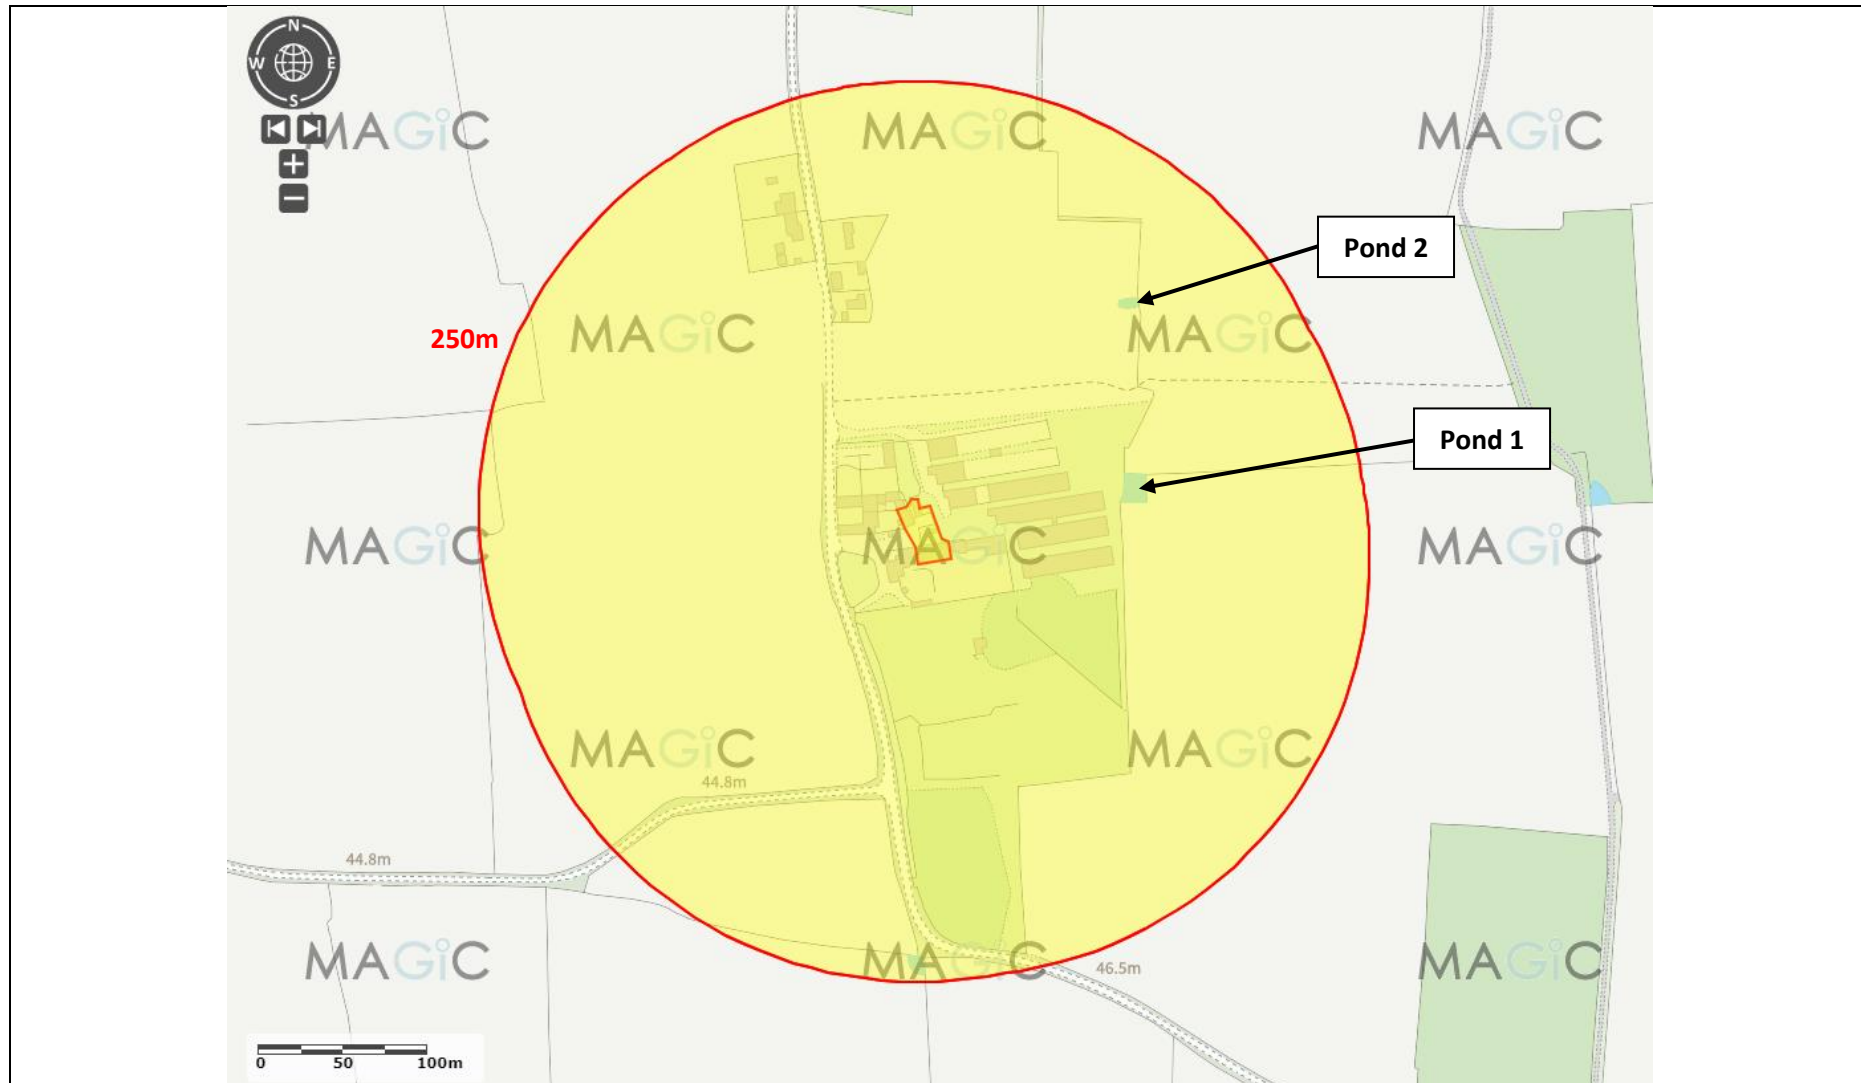 N
W E
S
MAGiC MAGiC MAGiC
Pond 2
250m
MAGiC MAGiC
Pond 1
MAGiC MAGiC MAGiC
MAGiC MAGiC
44.8m
44.8m
MAGiC MAGiC MAGiC
46.5m
0 50 100m